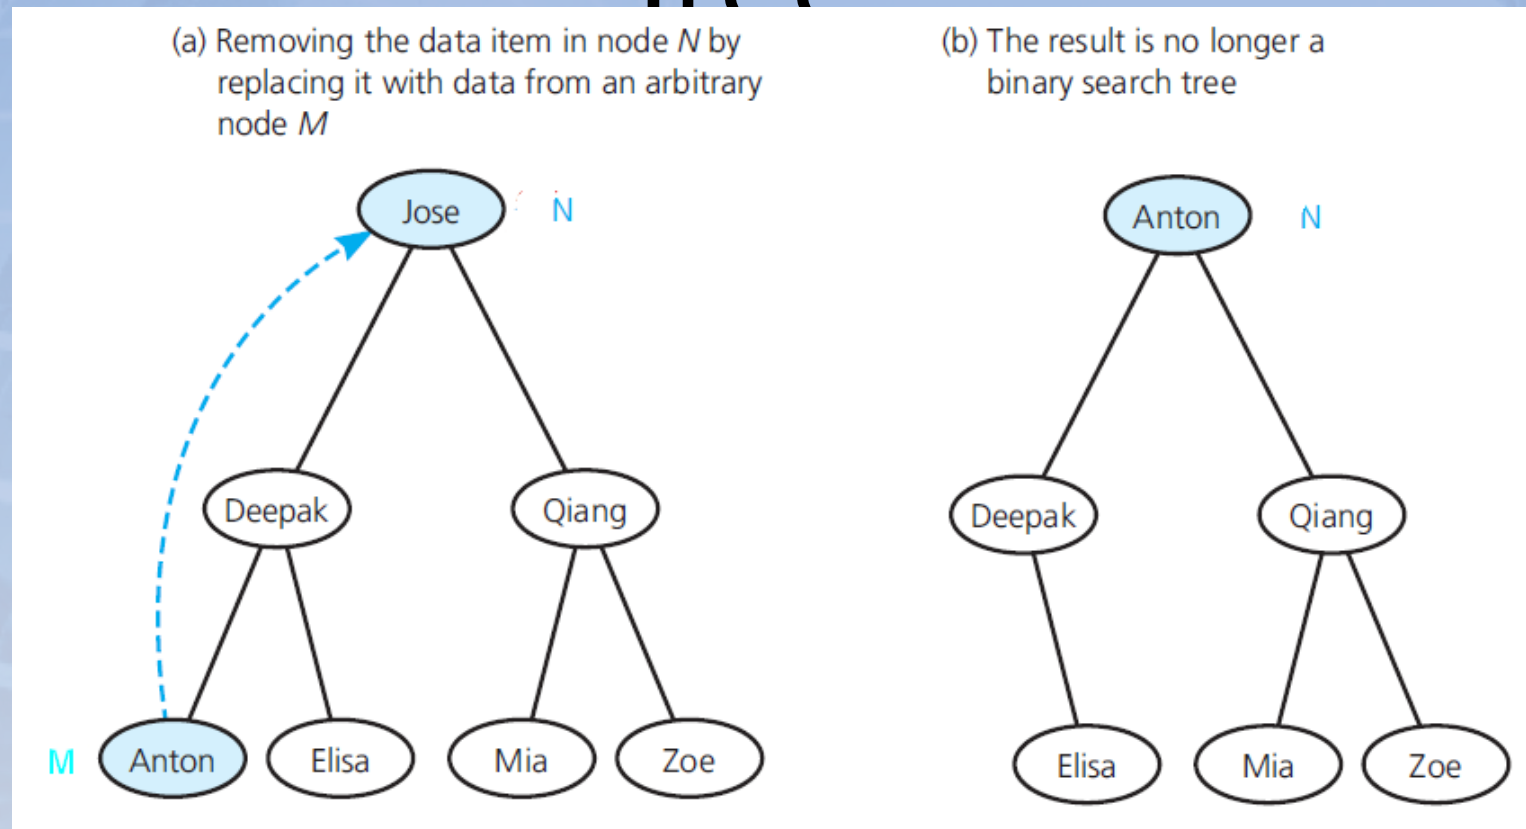 (a) Removing the data item in node N by
replacing it with data from an arbitrary
node M
(b) The result is no longer a
binary search tree
Jose N
Deepak Qiang
M Anton Elisa Mia Zoe
Anton N
Deepak Qiang
Elisa Mia Zoe